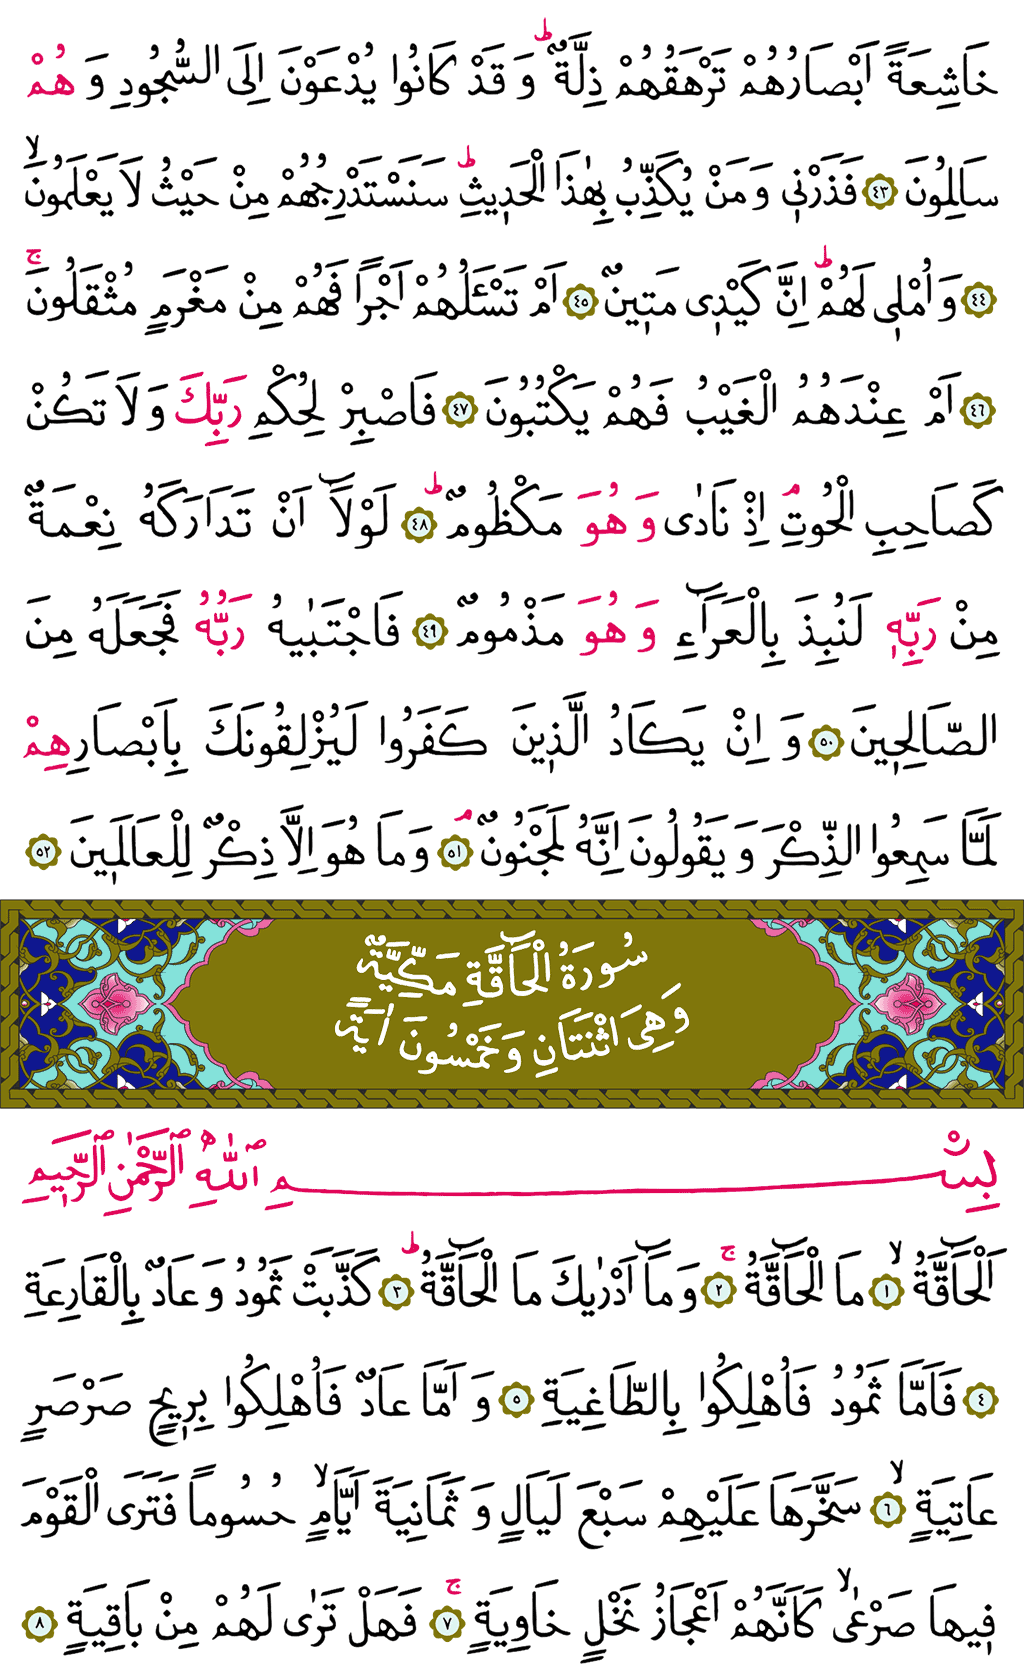 خَاشِعَةً اَبْصَارُهُمْ تَرْهَقُهُمْ ذِلَّةٌ ؕ وَ قَدْ كَانُوا يُدْعَوْنَ اِلَى السُّجُودِ وَ هُمْ
سَالِمُونَ ﴿٤٣﴾ فَذَرْنٖي وَ مَنْ يُكَذِّبُ بِهٰذَا الْحَدٖيثِ ؕ سَنَسْتَدْرِجُهُمْ مِنْ حَيْثُ لَا يَعْلَمُونَ ۙ
﴿٤٤﴾ وَ اُمْلٖي لَهُمْ ؕ اِنَّ كَيْدٖى مَتٖينٌ ﴿٤٥﴾ اَمْ تَسْـَٔلُهُمْ اَجْرًا فَهُمْ مِنْ مَغْرَمٍ مُثْقَلُونَ ۚ
﴿٤٦﴾ اَمْ عِنْدَهُمُ الْغَيْبُ فَهُمْ يَكْتُبُونَ ﴿٤٧﴾ فَاصْبِرْ لِحُكْمِ رَبِّكَ وَ لَا تَكُنْ
كَصَاحِبِ الْحُوتِ ۘ اِذْ نَادٰى وَ هُوَ مَكْظُومٌ ؕ ﴿٤٨﴾ لَوْلَٓا اَنْ تَدَارَكَهُ نِعْمَةٌ
مِنْ رَبِّهٖ لَنُبِذَ بِالْعَرَٓاءِ وَ هُوَ مَذْمُومٌ ﴿٤٩﴾ فَاجْتَبٰيهُ رَبُّهُ فَجَعَلَهُ مِنَ
الصَّالِحٖينَ ﴿٥٠﴾ وَ اِنْ يَكَادُ الَّذٖينَ كَفَرُوا لَيُزْلِقُونَكَ بِاَبْصَارِهِمْ
لَمَّا سَمِعُوا الذِّكْرَ وَ يَقُولُونَ اِنَّهُ لَمَجْنُونٌ ۘ ﴿٥١﴾ وَ مَا هُوَ اِلَّا ذِكْرٌ لِلْعَالَمٖينَ ﴿٥٢﴾
سُورَةُ الْحَٓاقَّةِ مَكِّيَّةٌ
وَ هِىَ اثْنَتَانِ وَ خَمْسُونَ اٰيَةً
بِسْمِ اللّٰهِ الرَّحْمٰنِ الرَّحٖيمِ
اَلْحَٓاقَّةُ ۙ ﴿١﴾ مَا الْحَٓاقَّةُ ۚ ﴿٢﴾ وَ مَٓا اَدْرٰيكَ مَا الْحَٓاقَّةُ ؕ ﴿٣﴾ كَذَّبَتْ ثَمُودُ وَ عَادٌ بِالْقَارِعَةِ
﴿٤﴾ فَاَمَّا ثَمُودُ فَاُهْلِكُوا بِالطَّاغِيَةِ ﴿٥﴾ وَ اَمَّا عَادٌ فَاُهْلِكُوا بِرٖيحٍ صَرْصَرٍ
عَاتِيَةٍ ۙ ﴿٦﴾ سَخَّرَهَا عَلَيْهِمْ سَبْعَ لَيَالٍ وَ ثَمَانِيَةَ اَيَّامٍ ۙ حُسُوماً فَتَرَى الْقَوْمَ
فٖيهَا صَرْعٰى ۙ كَاَنَّهُمْ اَعْجَازُ نَخْلٍ خَاوِيَةٍ ۚ ﴿٧﴾ فَهَلْ تَرٰى لَهُمْ مِنْ بَاقِيَةٍ ﴿٨﴾